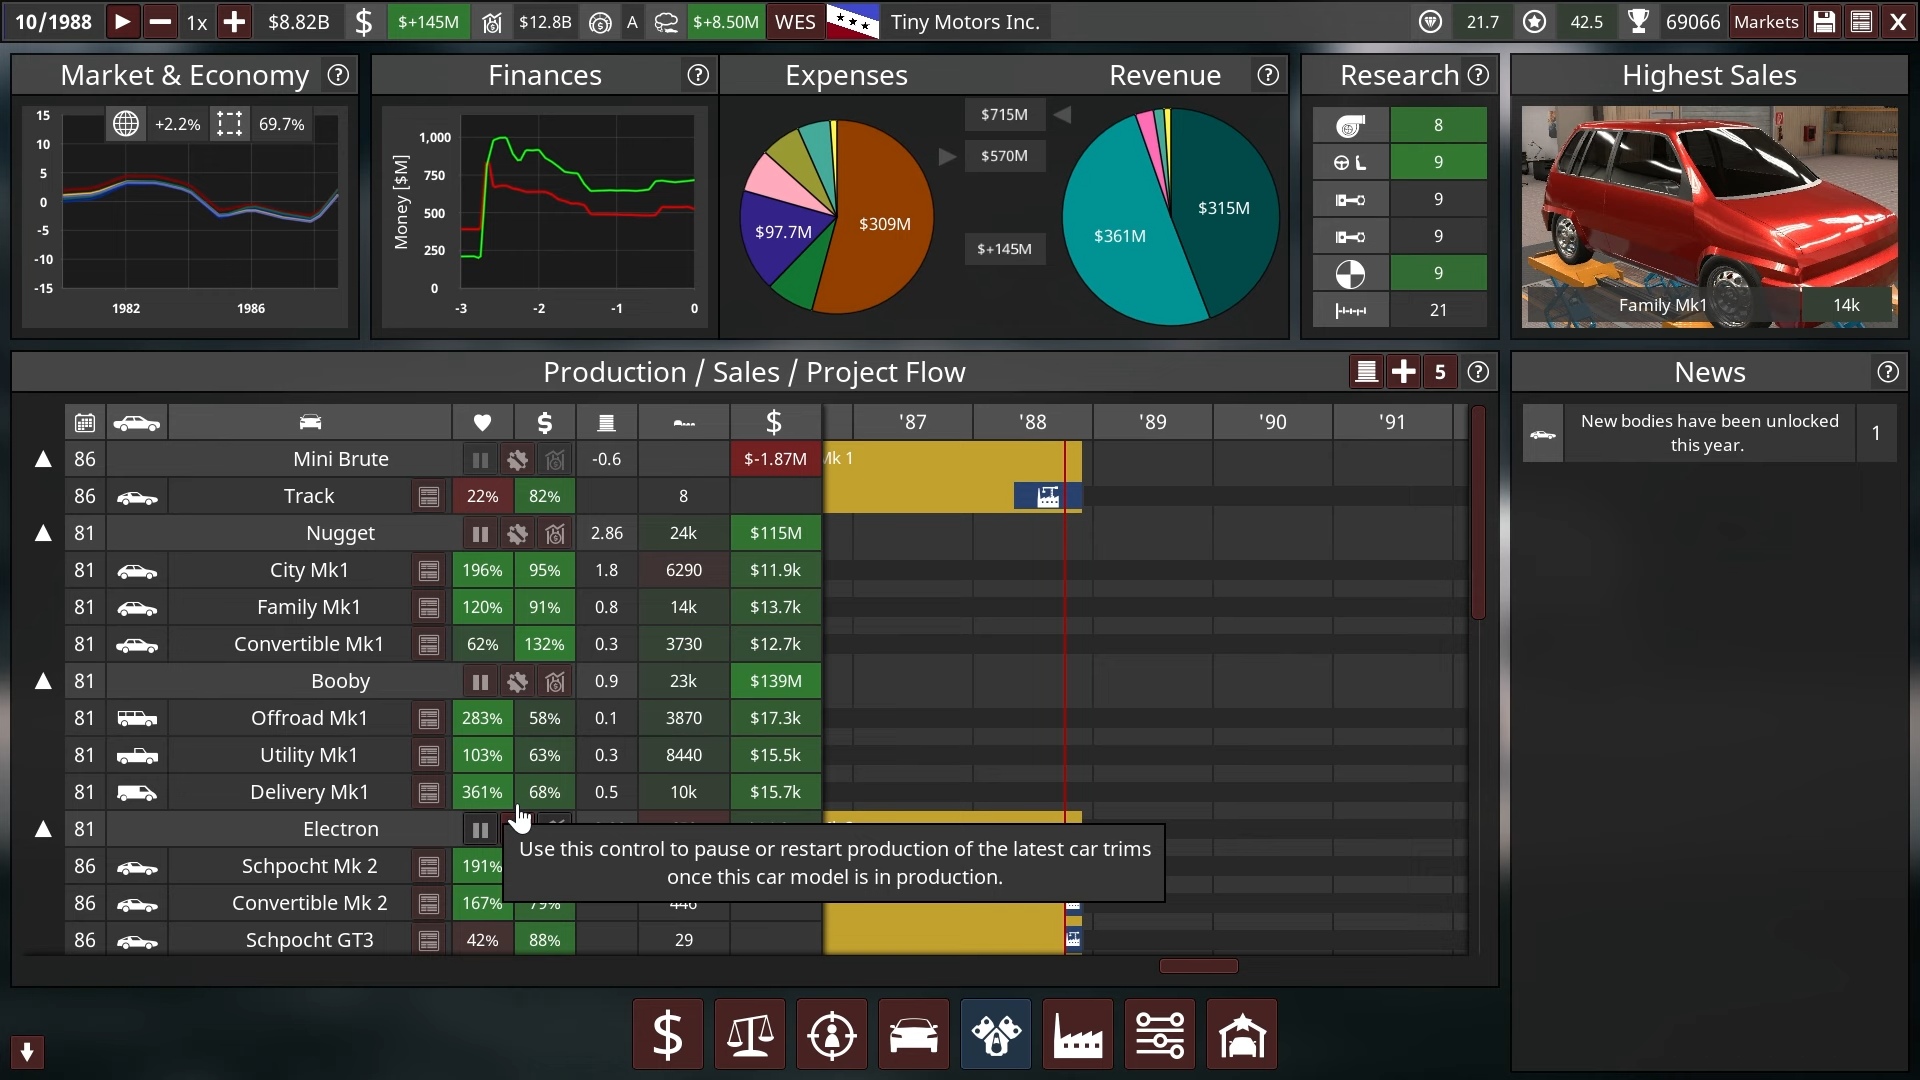 10/1988 1x $8.82B $ $+145M $12.8B A $+8.50M WES Tiny Motors Inc. 21.7 42.5 69066 Markets X
Market & Economy ? Finances ? Expenses Revenue ? Research ? Highest Sales
15 +2.2% 69.7%
10
5
0
-5
-10
-15
1982 1986
Money [$M]
1,000
750
500
250
0
-3 -2 -1 0
$309M
$97.7M
$715M
$570M
$+145M
$361M
$315M
8
9
9
9
9
21
Family Mk1 14k
Production / Sales / Project Flow 5 ?
News ?
$ $ '87 '88 '89 '90 '91
New bodies have been unlocked
this year.
1
86 Mini Brute -0.6 $-1.87M Mk 1
86 Track 22% 82% 8
81 Nugget 2.86 24k $115M
81 City Mk1 196% 95% 1.8 6290 $11.9k
81 Family Mk1 120% 91% 0.8 14k $13.7k
81 Convertible Mk1 62% 132% 0.3 3730 $12.7k
81 Booby 0.9 23k $139M
81 Offroad Mk1 283% 58% 0.1 3870 $17.3k
81 Utility Mk1 103% 63% 0.3 8440 $15.5k
81 Delivery Mk1 361% 68% 0.5 10k $15.7k
81 Electron
Use this control to pause or restart production of the latest car trims
once this car model is in production.
86 Schpocht Mk 2 191%
86 Convertible Mk 2 167% 79% 446
86 Schpocht GT3 42% 88% 29
$